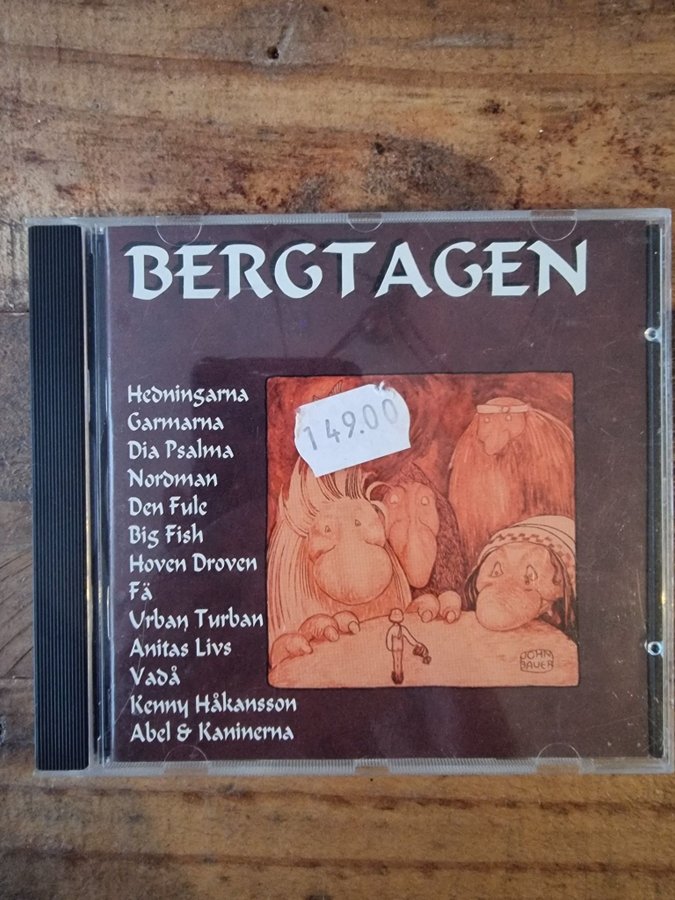 BERGTAGEN
Hedningarna
Garmarna
Dia Psalma
Nordman
Den Fule
Big Fish
Hoven Droven
Fä
Urban Turban
Anitas Livs
Vadå
Kenny Håkansson
Abel & Kaninerna
149.00
JOHN
BAUER